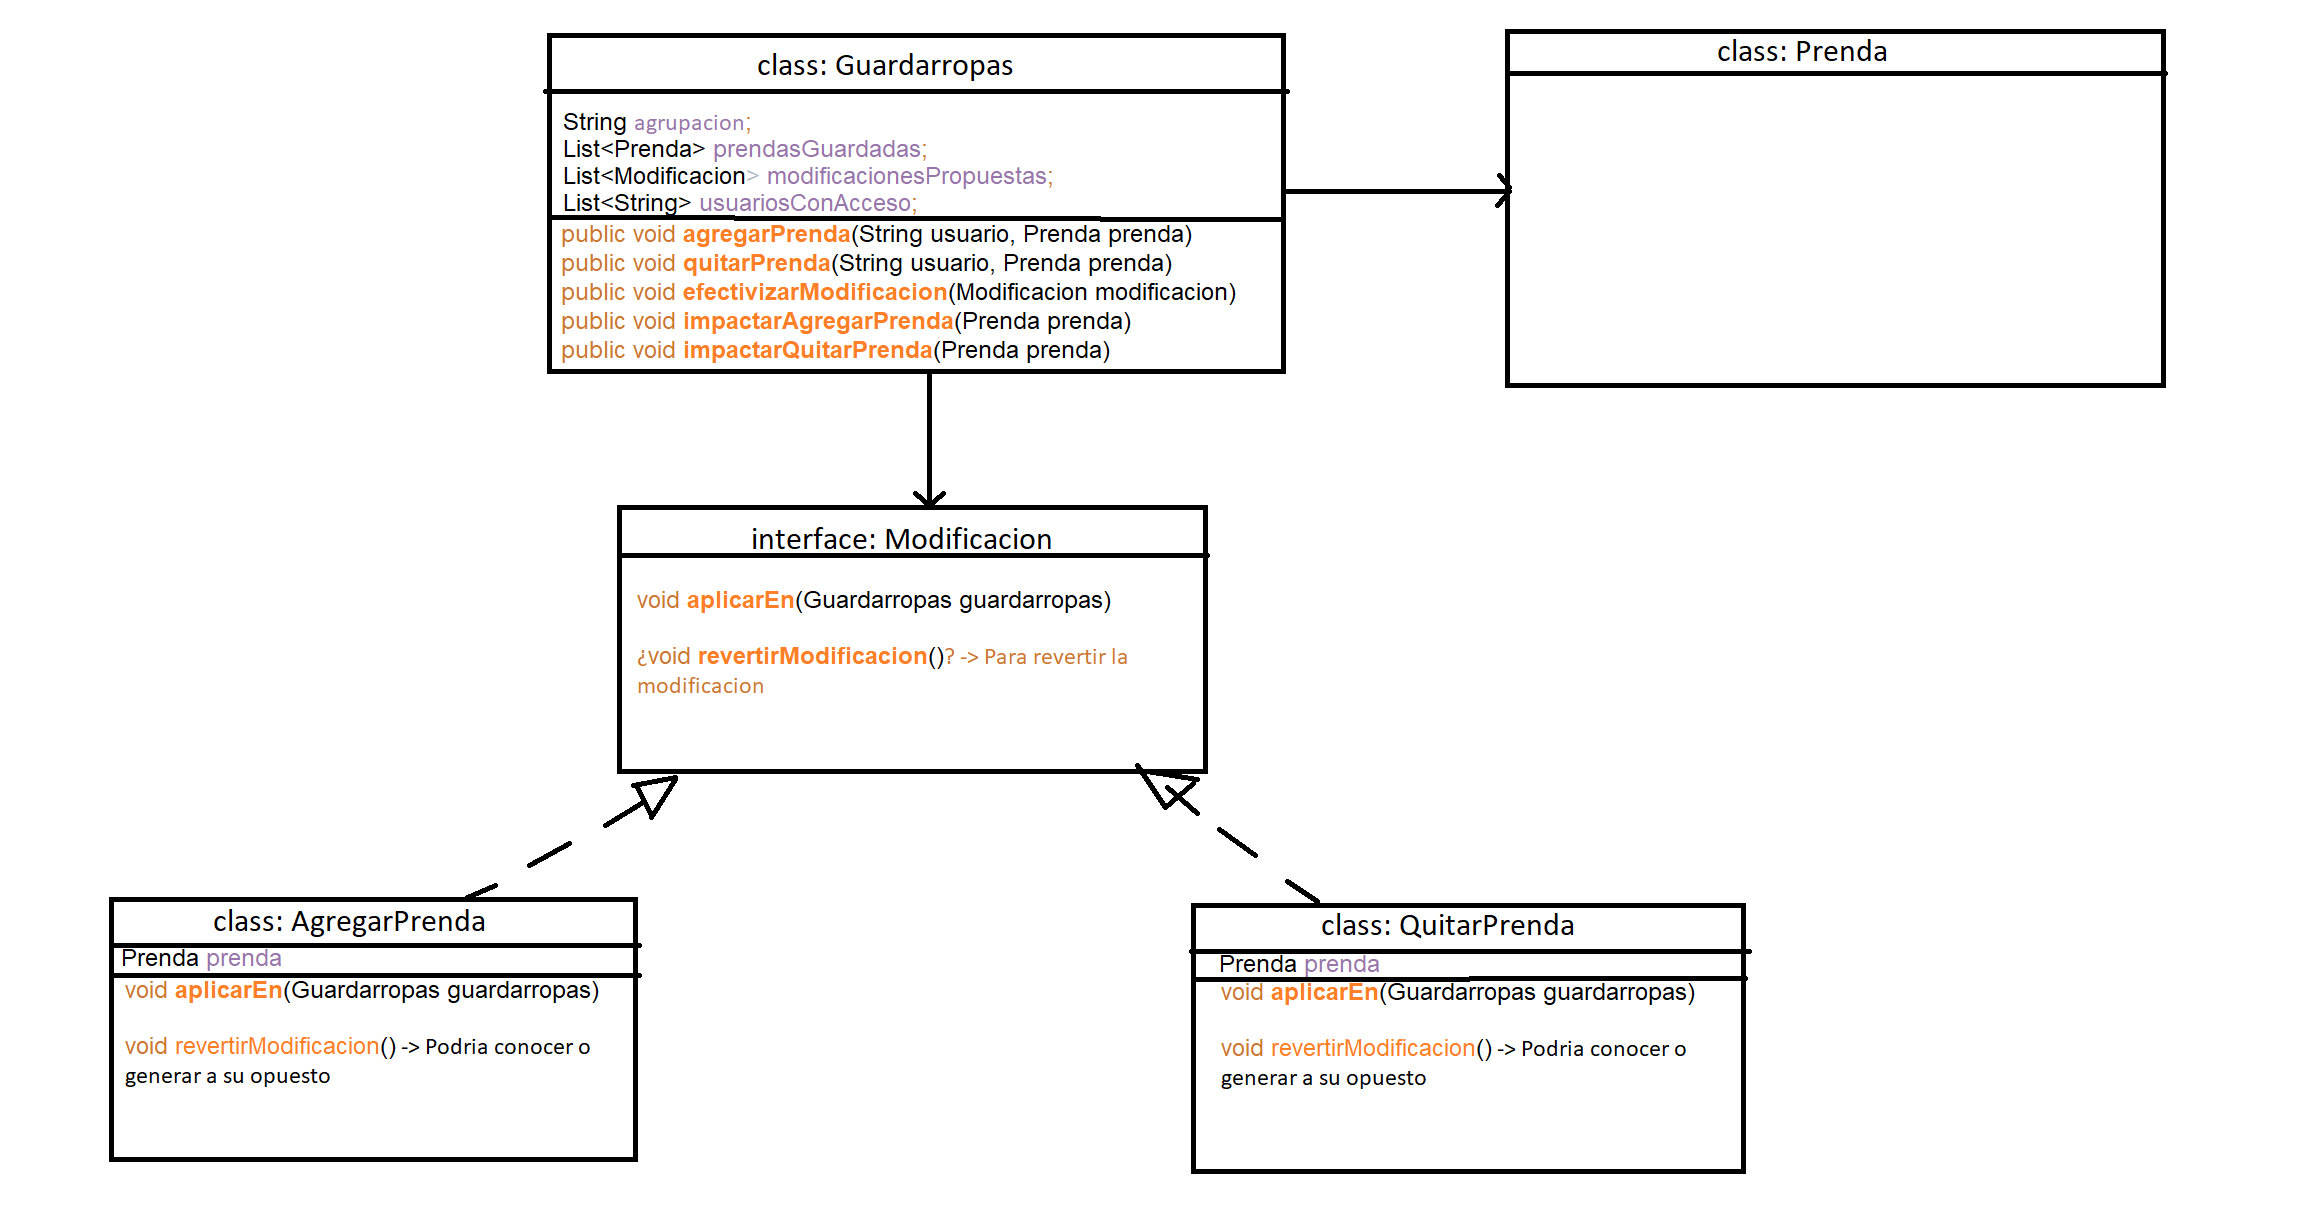 class: Guardarropas
String agrupacion;
List<Prenda> prendasGuardadas;
List<Modificacion> modificacionesPropuestas;
List<String> usuariosConAcceso;
public void agregarPrenda(String usuario, Prenda prenda)
public void quitarPrenda(String usuario, Prenda prenda)
public void efectivizarModificacion(Modificacion modificacion)
public void impactarAgregarPrenda(Prenda prenda)
public void impactarQuitarPrenda(Prenda prenda)
class: Prenda
interface: Modificacion
void aplicarEn(Guardarropas guardarropas)
¿void revertirModificacion()? -> Para revertir la
modificacion
class: AgregarPrenda
Prenda prenda
void aplicarEn(Guardarropas guardarropas)
void revertirModificacion() -> Podria conocer o
generar a su opuesto
class: QuitarPrenda
Prenda prenda
void aplicarEn(Guardarropas guardarropas)
void revertirModificacion() -> Podria conocer o
generar a su opuesto